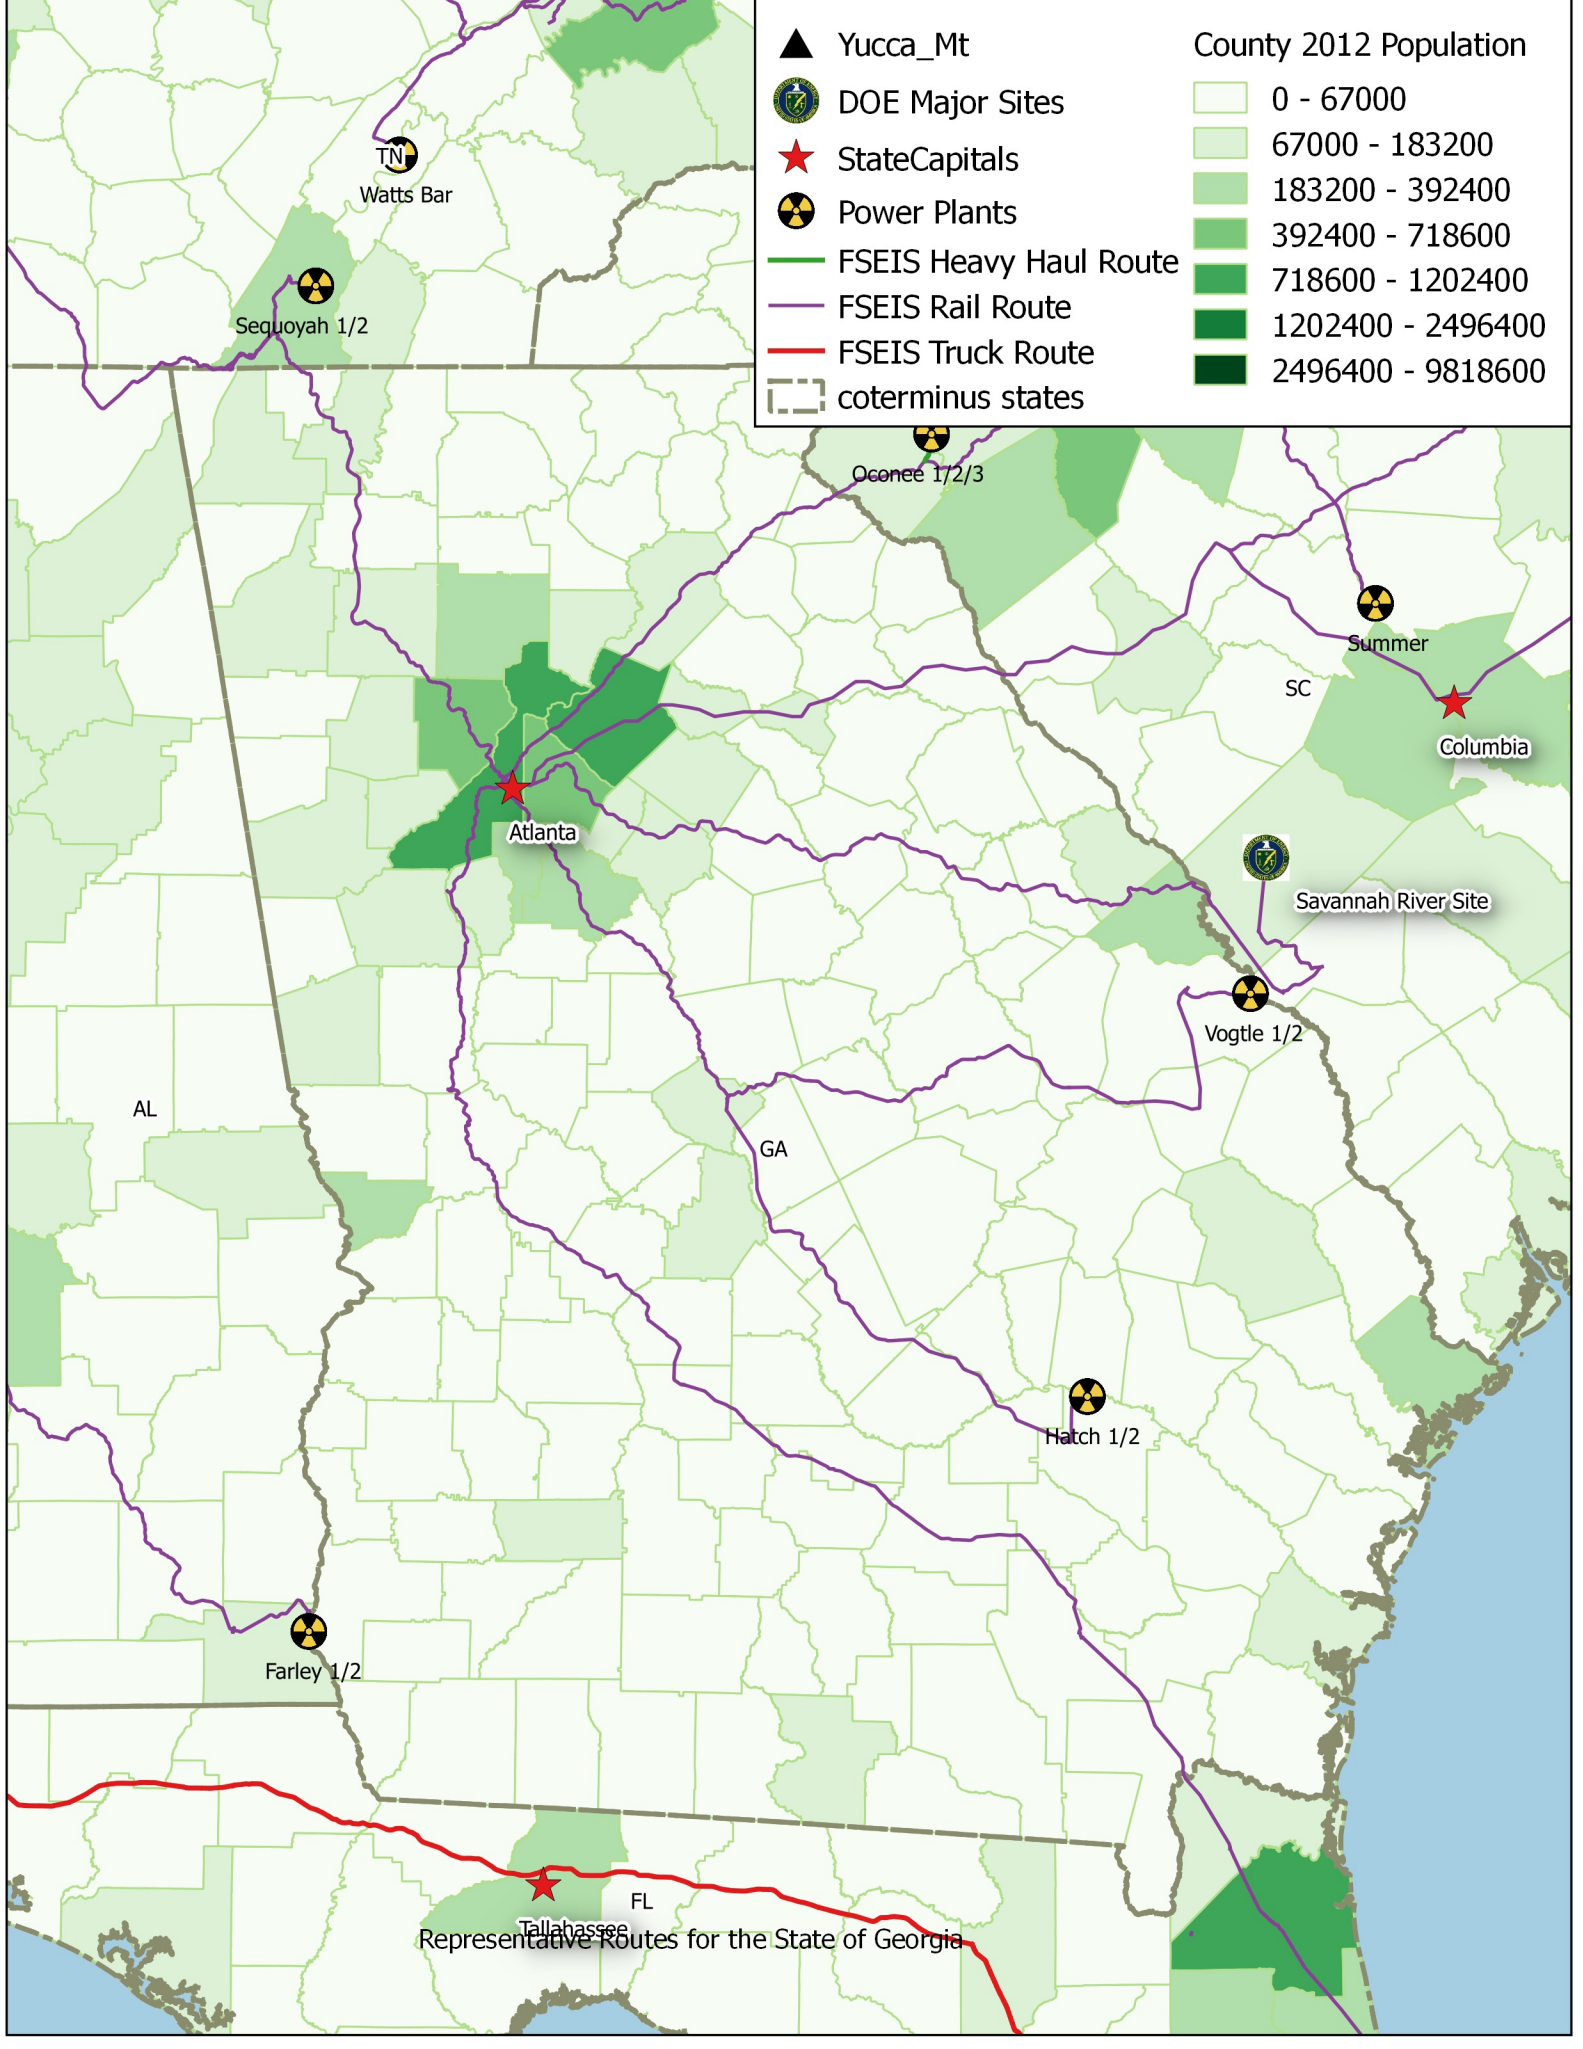 Yucca_Mt
DOE Major Sites
StateCapitals
Power Plants
FSEIS Heavy Haul Route
FSEIS Rail Route
FSEIS Truck Route
coterminus states
County 2012 Population
0 - 67000
67000 - 183200
183200 - 392400
392400 - 718600
718600 - 1202400
1202400 - 2496400
2496400 - 9818600
TN
Watts Bar
Sequoyah 1/2
Oconee 1/2/3
Summer
SC
Columbia
Atlanta
Savannah River Site
Vogtle 1/2
AL
GA
Hatch 1/2
Farley 1/2
FL
Tallahassee
Representative Routes for the State of Georgia